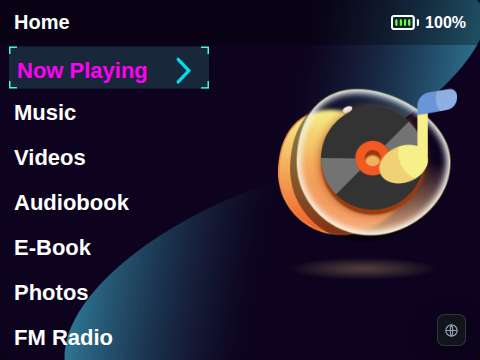 Home
100%
Now Playing
Music
Videos
Audiobook
E-Book
Photos
FM Radio